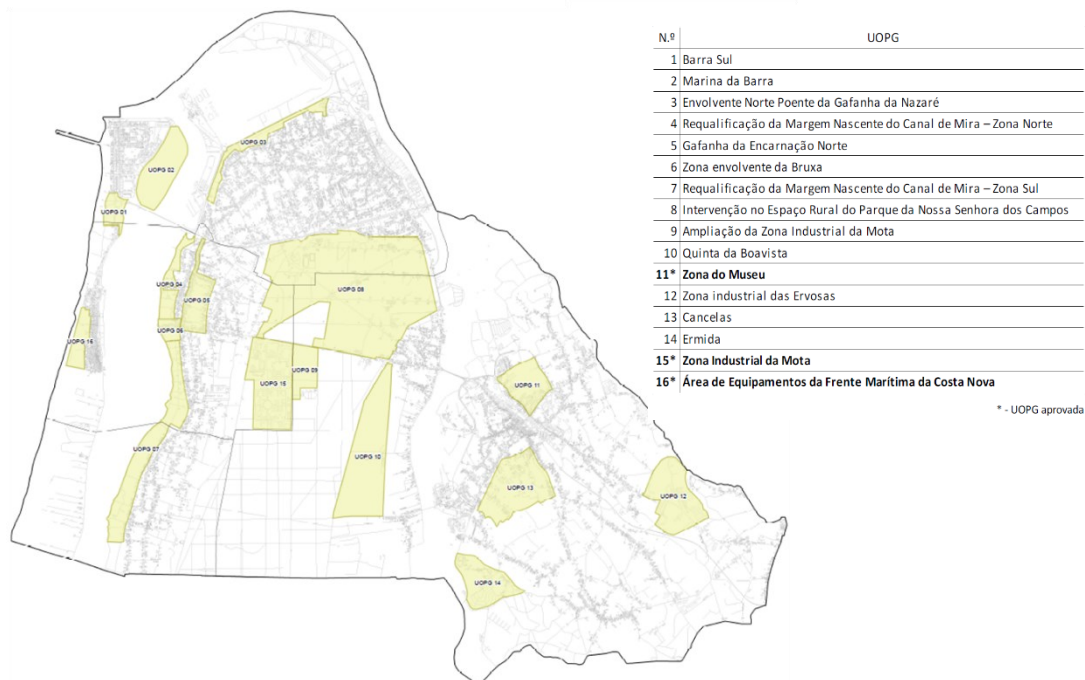 N.º UOPG
1 Barra Sul
2 Marina da Barra
3 Envolvente Norte Poente da Gafanha da Nazaré
4 Requalificação da Margem Nascente do Canal de Mira – Zona Norte
5 Gafanha da Encarnação Norte
6 Zona envolvente da Bruxa
7 Requalificação da Margem Nascente do Canal de Mira – Zona Sul
8 Intervenção no Espaço Rural do Parque da Nossa Senhora dos Campos
9 Ampliação da Zona Industrial da Mota
10 Quinta da Boavista
11* Zona do Museu
12 Zona industrial das Ervosas
13 Cancelas
14 Ermida
15* Zona Industrial da Mota
16* Área de Equipamentos da Frente Marítima da Costa Nova
* - UOPG aprovada
UOPG 03
UOPG 02
UOPG 01
UOPG 04
UOPG 05
UOPG 08
UOPG 06
UOPG 16
UOPG 09
UOPG 15
UOPG 11
UOPG 07
UOPG 10
UOPG 13
UOPG 12
UOPG 14